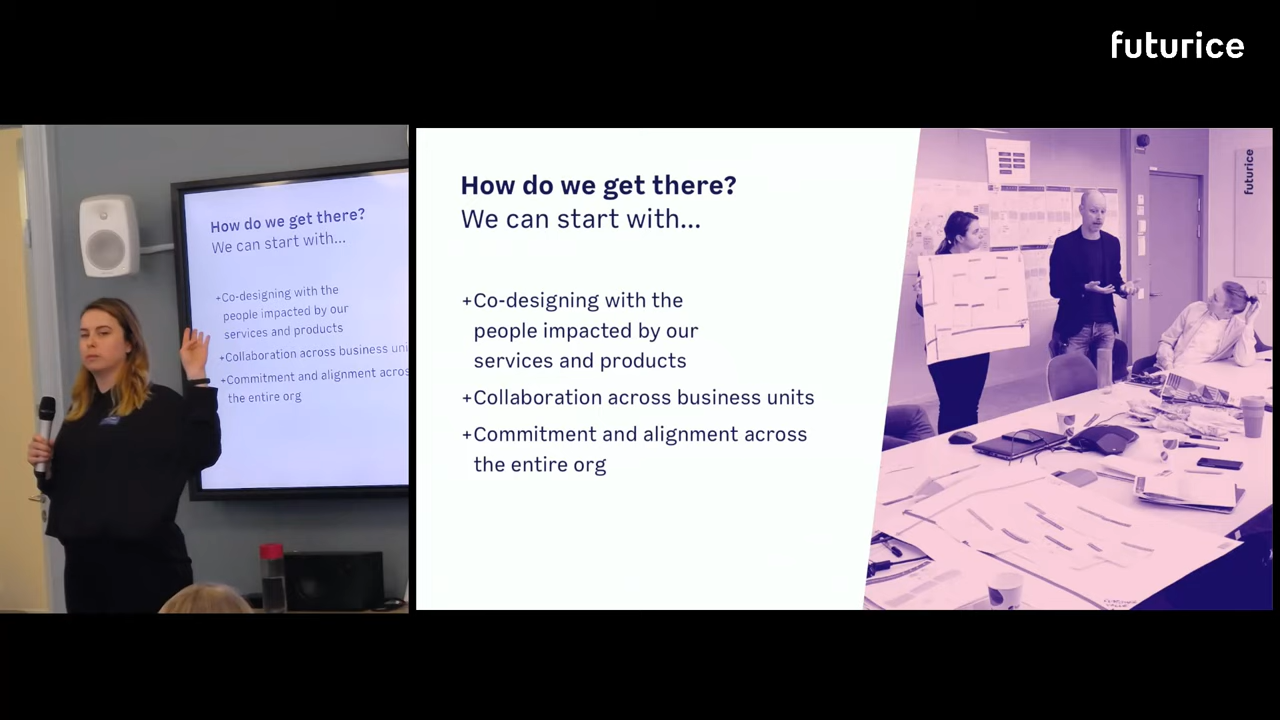 futurice
How do we get there?
We can start with...
+Co-designing with the
people impacted by our
services and products
+Collaboration across business uni
+Commitment and alignment acros
the entire org
How do we get there?
We can start with...
+Co-designing with the
people impacted by our
services and products
+Collaboration across business units
+Commitment and alignment across
the entire org
futurice